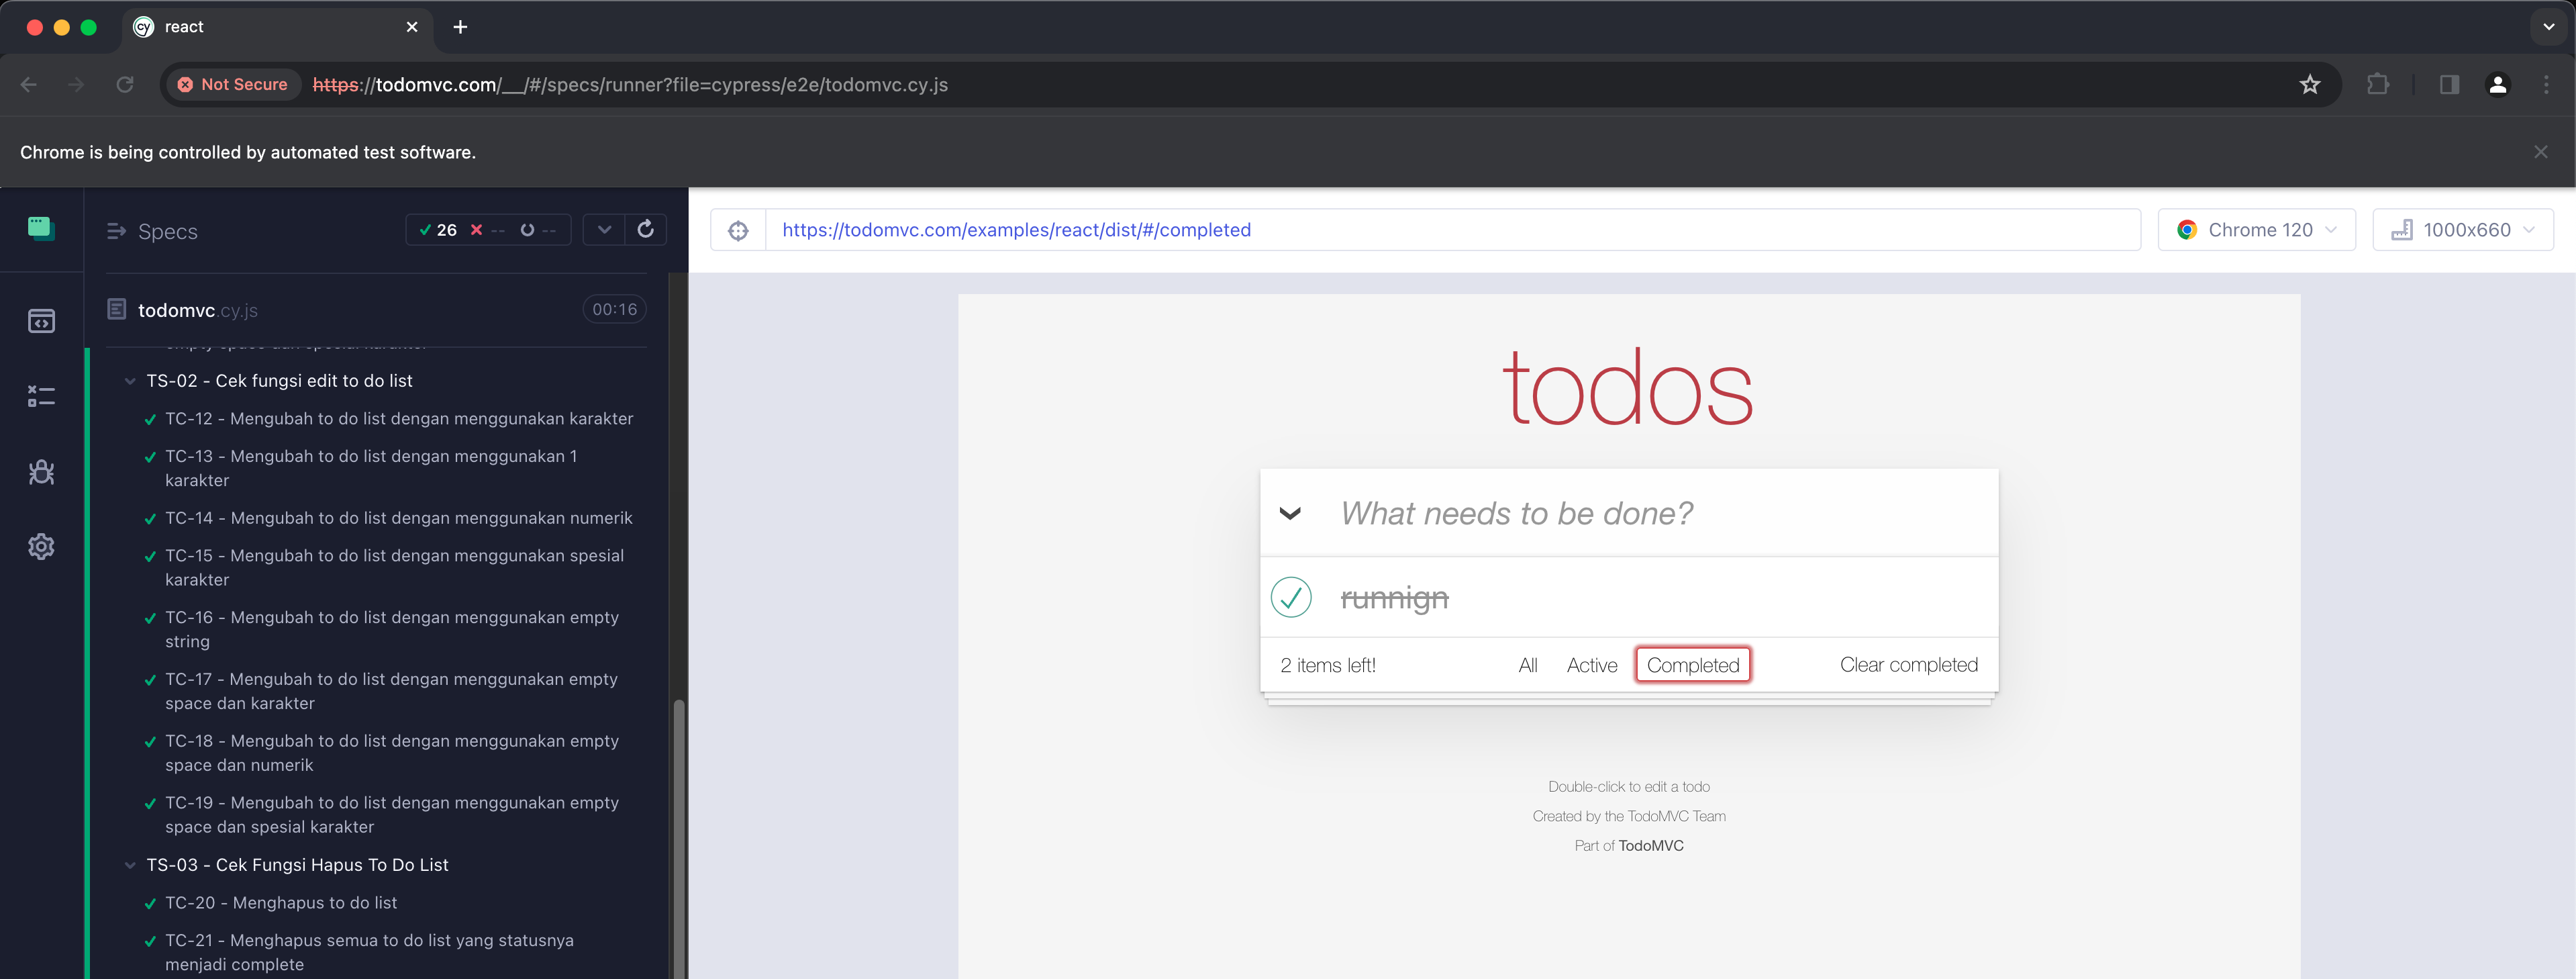 react
Not Secure
https://todomvc.com/__/#/specs/runner?file=cypress/e2e/todomvc.cy.js
Chrome is being controlled by automated test software.
Specs
26 -- --
todomvc.cy.js
00:16
TS-02 - Cek fungsi edit to do list
TC-12 - Mengubah to do list dengan menggunakan karakter
TC-13 - Mengubah to do list dengan menggunakan 1
karakter
TC-14 - Mengubah to do list dengan menggunakan numerik
TC-15 - Mengubah to do list dengan menggunakan spesial
karakter
TC-16 - Mengubah to do list dengan menggunakan empty
string
TC-17 - Mengubah to do list dengan menggunakan empty
space dan karakter
TC-18 - Mengubah to do list dengan menggunakan empty
space dan numerik
TC-19 - Mengubah to do list dengan menggunakan empty
space dan spesial karakter
TS-03 - Cek Fungsi Hapus To Do List
TC-20 - Menghapus to do list
TC-21 - Menghapus semua to do list yang statusnya
menjadi complete
https://todomvc.com/examples/react/dist/#/completed
Chrome 120
1000x660
todos
What needs to be done?
runnign
2 items left!
All
Active
Completed
Clear completed
Double-click to edit a todo
Created by the TodoMVC Team
Part of TodoMVC